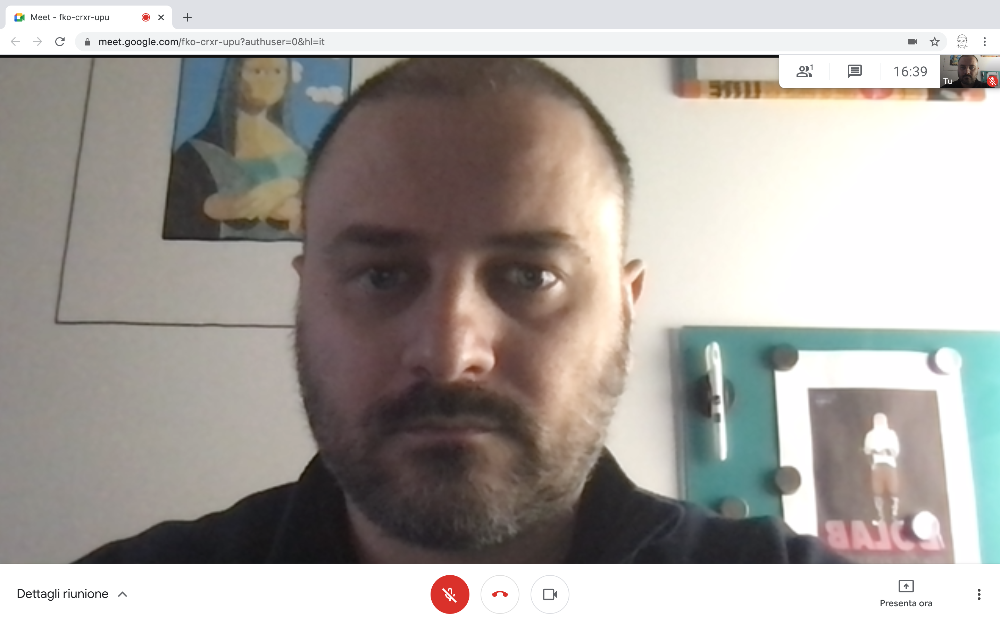 Meet - fko-crxr-upu
meet.google.com/fko-crxr-upu?authuser=0&hl=it
1
16:39
Tu
Dettagli riunione
Presenta ora